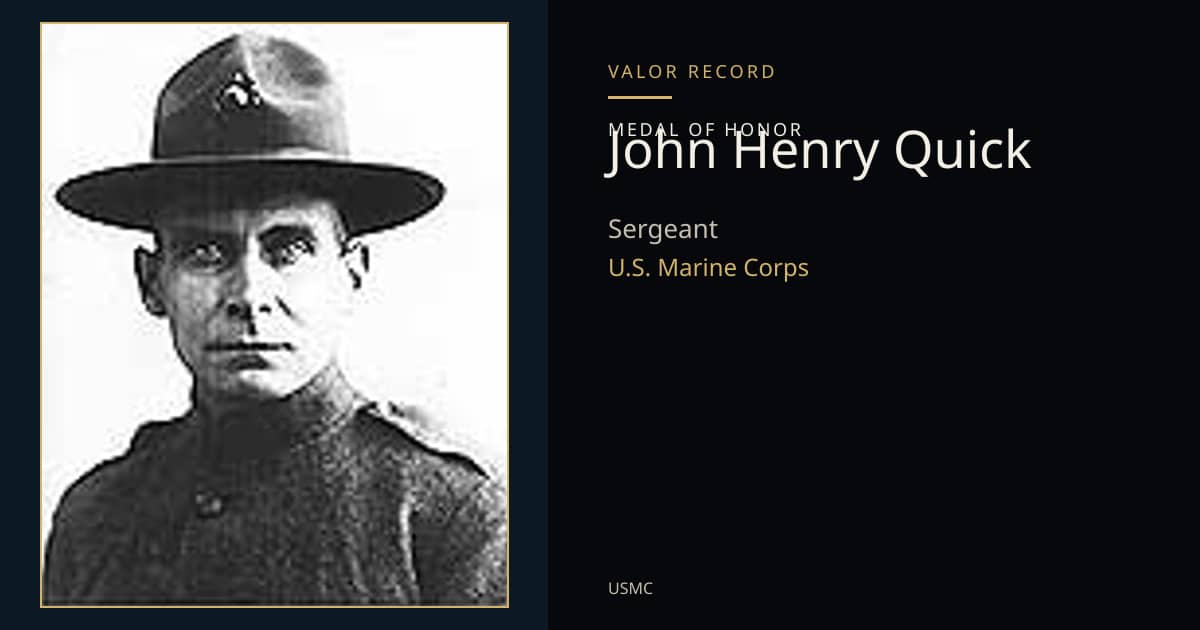 VALOR RECORD
MEDAL OF HONOR
John Henry Quick
Sergeant
U.S. Marine Corps
USMC